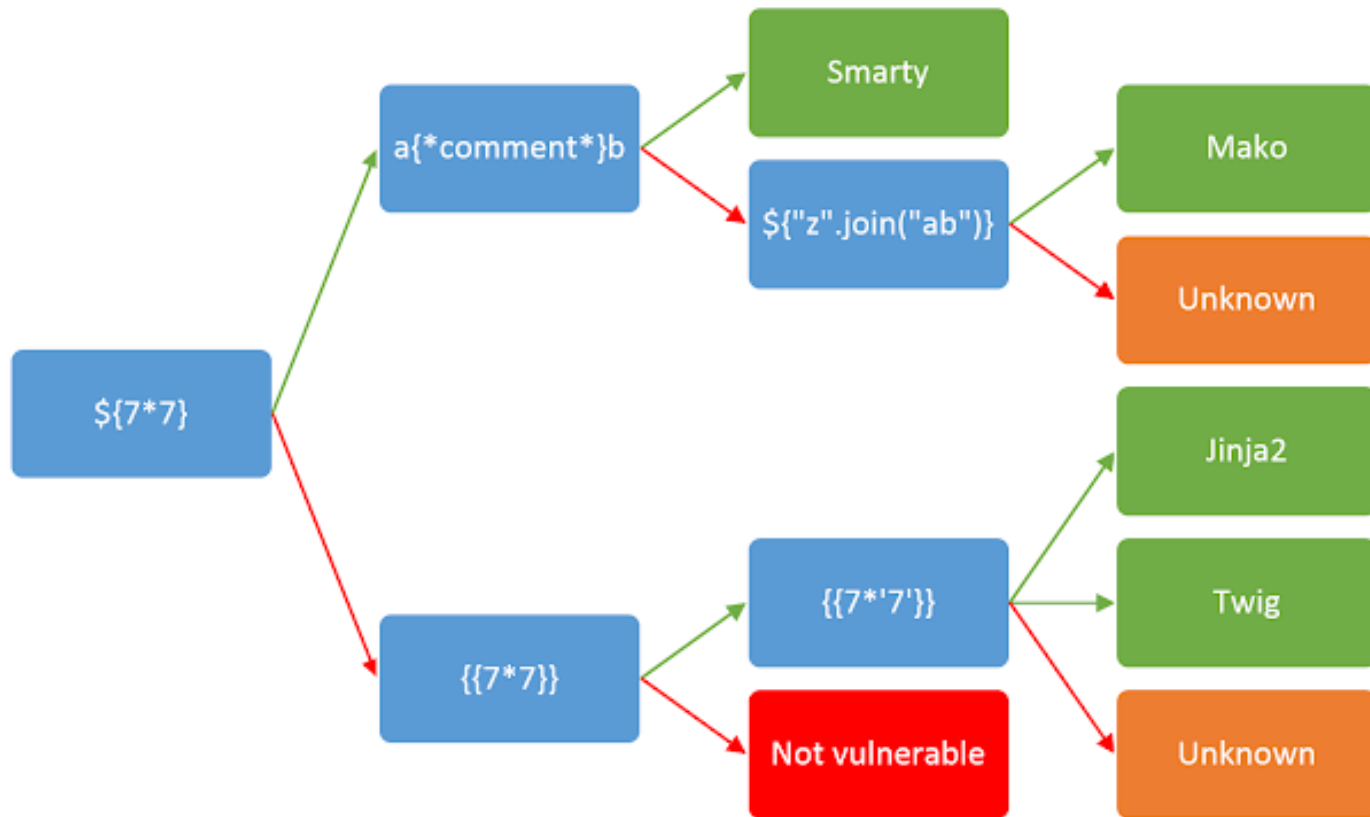 Smarty
a{*comment*}b
Mako
${"z".join("ab")}
Unknown
${7*7}
Jinja2
{{7*'7'}}
Twig
{{7*7}}
Not vulnerable
Unknown